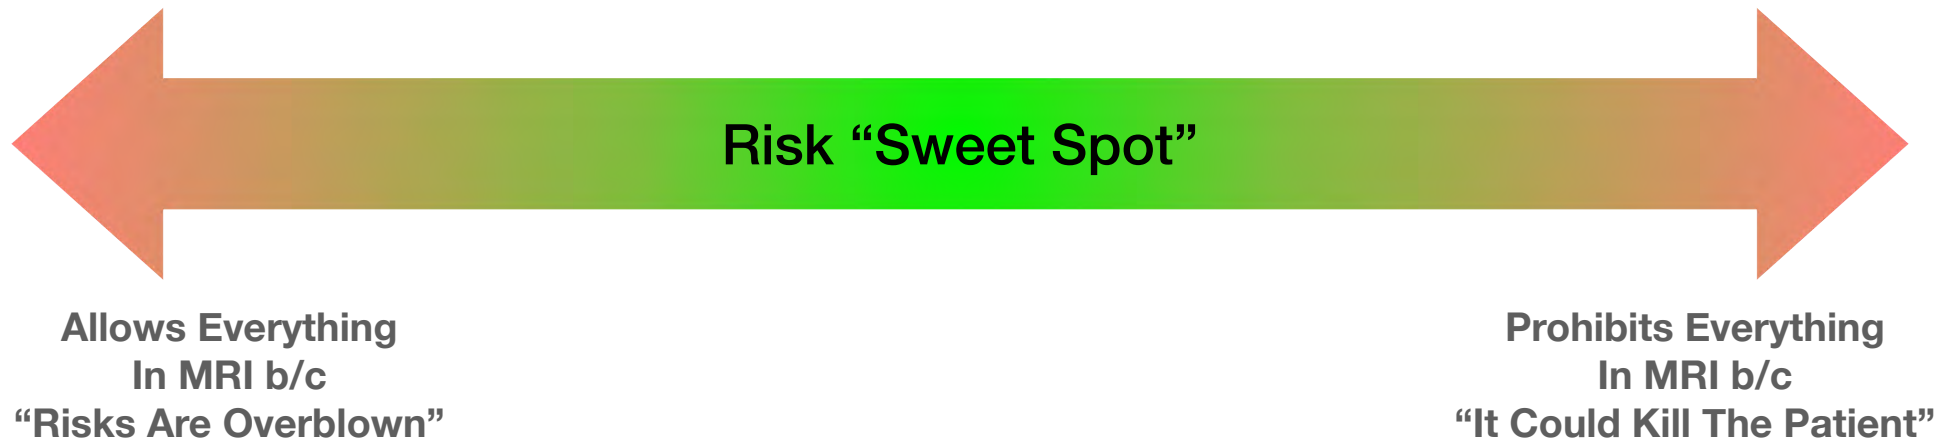 Risk “Sweet Spot”
Allows Everything
In MRI b/c
“Risks Are Overblown”
Prohibits Everything
In MRI b/c
“It Could Kill The Patient”